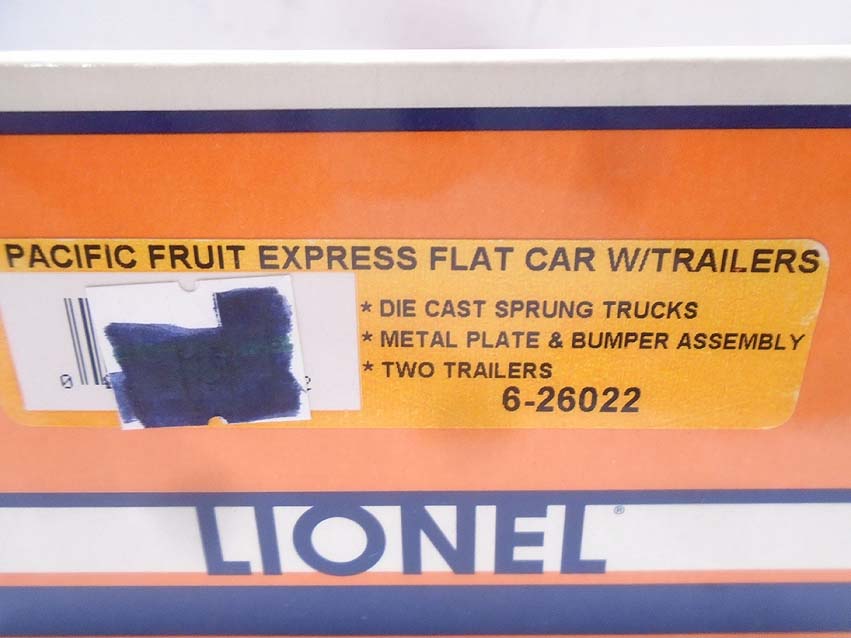 PACIFIC FRUIT EXPRESS FLAT CAR W/TRAILERS
* DIE CAST SPRUNG TRUCKS
* METAL PLATE & BUMPER ASSEMBLY
* TWO TRAILERS
6-26022
LIONEL®